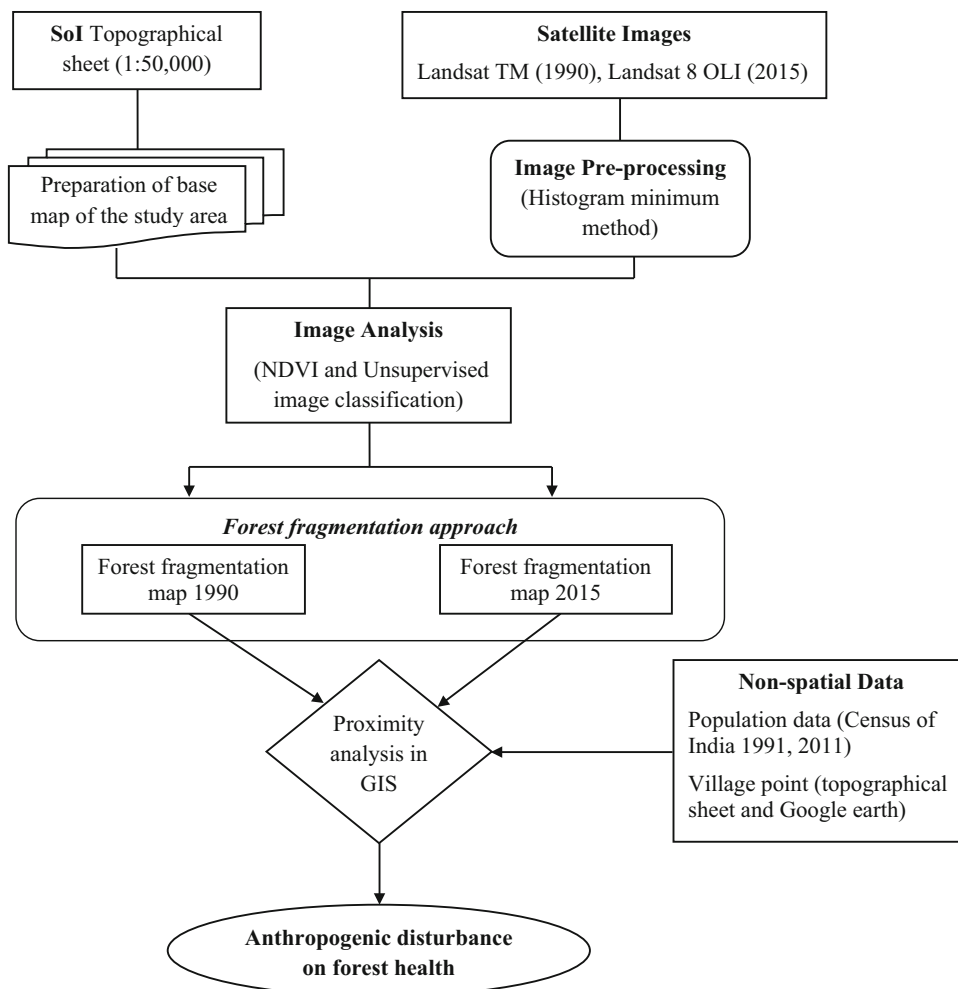 SoI Topographical
sheet (1:50,000)
Satellite Images
Landsat TM (1990), Landsat 8 OLI (2015)
Preparation of base
map of the study area
Image Pre-processing
(Histogram minimum
method)
Image Analysis
(NDVI and Unsupervised
image classification)
Forest fragmentation approach
Forest fragmentation
map 1990
Forest fragmentation
map 2015
Proximity
analysis in
GIS
Non-spatial Data
Population data (Census of
India 1991, 2011)
Village point (topographical
sheet and Google earth)
Anthropogenic disturbance
on forest health